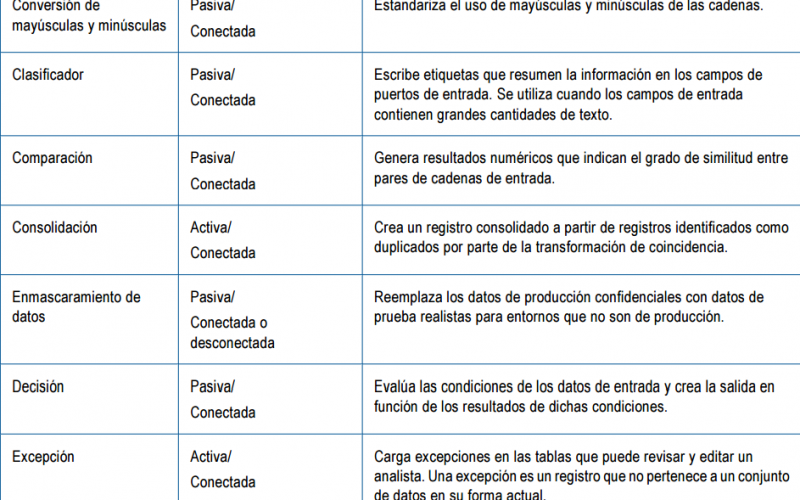 Conversión de
mayúsculas y minúsculas
Pasiva/
Conectada
Estandariza el uso de mayúsculas y minúsculas de las cadenas.
Clasificador
Pasiva/
Conectada
Escribe etiquetas que resumen la información en los campos de
puertos de entrada. Se utiliza cuando los campos de entrada
contienen grandes cantidades de texto.
Comparación
Pasiva/
Conectada
Genera resultados numéricos que indican el grado de similitud entre
pares de cadenas de entrada.
Consolidación
Activa/
Conectada
Crea un registro consolidado a partir de registros identificados como
duplicados por parte de la transformación de coincidencia.
Enmascaramiento de
datos
Pasiva/
Conectada o
desconectada
Reemplaza los datos de producción confidenciales con datos de
prueba realistas para entornos que no son de producción.
Decisión
Pasiva/
Conectada
Evalúa las condiciones de los datos de entrada y crea la salida en
función de los resultados de dichas condiciones.
Excepción
Activa/
Conectada
Carga excepciones en las tablas que puede revisar y editar un
analista. Una excepción es un registro que no pertenece a un conjunto
de datos en su forma actual.